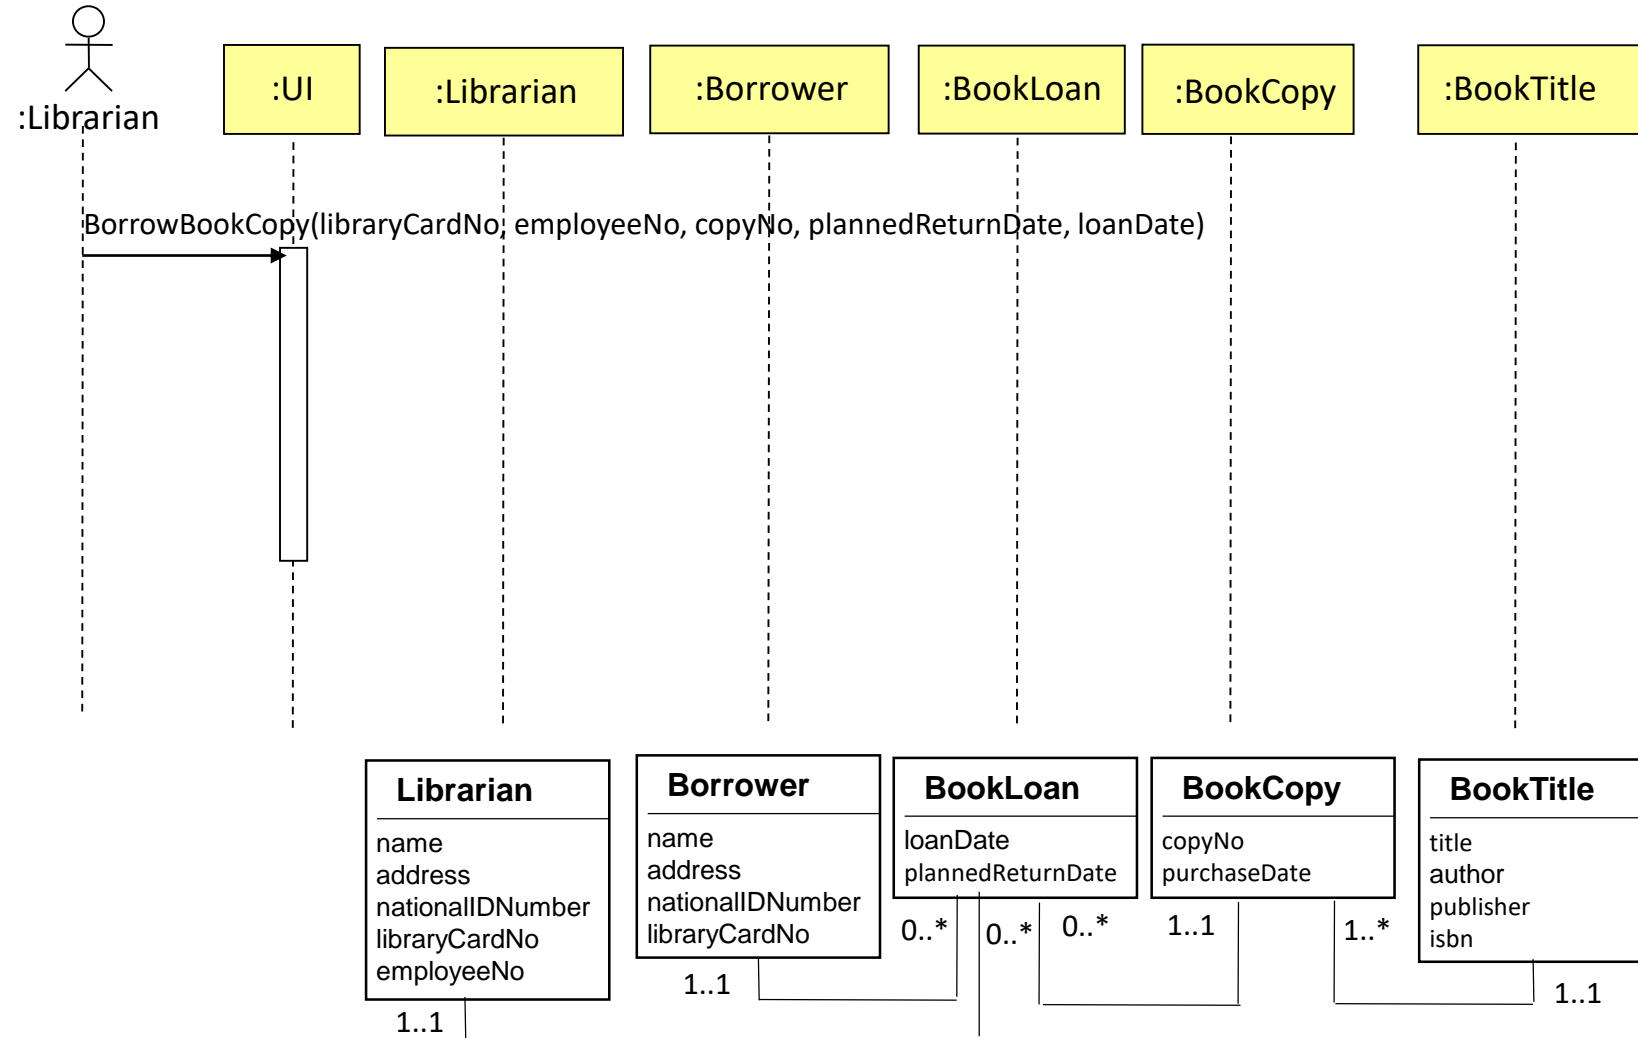 :Librarian
:UI
:Librarian
:Borrower
:BookLoan
:BookCopy
:BookTitle
BorrowBookCopy(libraryCardNo, employeeNo, copyNo, plannedReturnDate, loanDate)
Librarian
name
address
nationalIDNumber
libraryCardNo
employeeNo
1..1
Borrower
name
address
nationalIDNumber
libraryCardNo
1..1
BookLoan
loanDate
plannedReturnDate
0..*
0..*
0..*
BookCopy
copyNo
purchaseDate
1..1
1..*
BookTitle
title
author
publisher
isbn
1..1